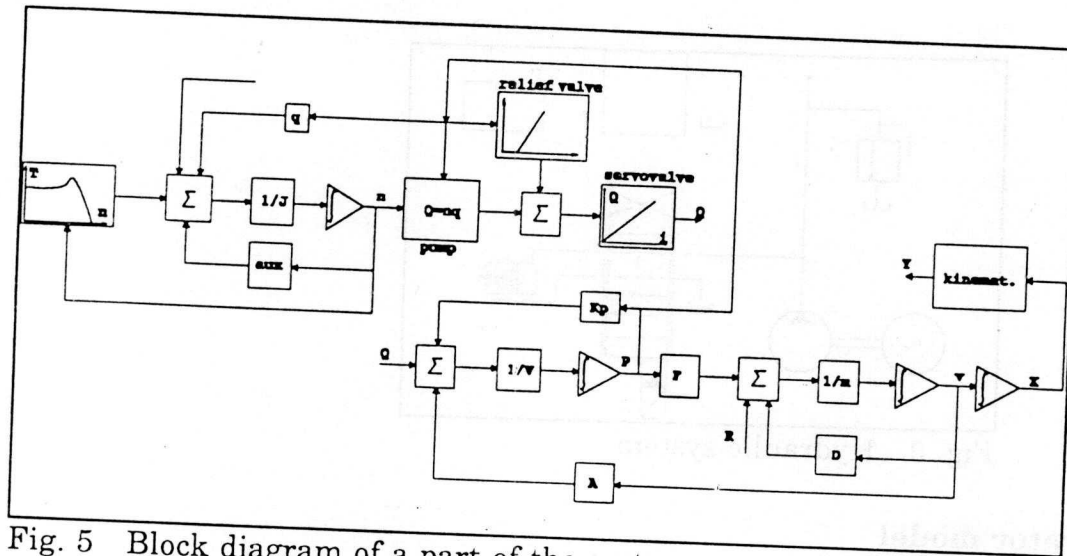 relief valve
q
T
n
Σ
1/J
n
Q=nq
pump
Σ
servovalve
Q
i
Q
aux
Y
kinemat.
Kp
Q
Σ
1/V
P
F
Σ
1/m
v
X
R
D
A
Fig. 5 Block diagram of a part of the